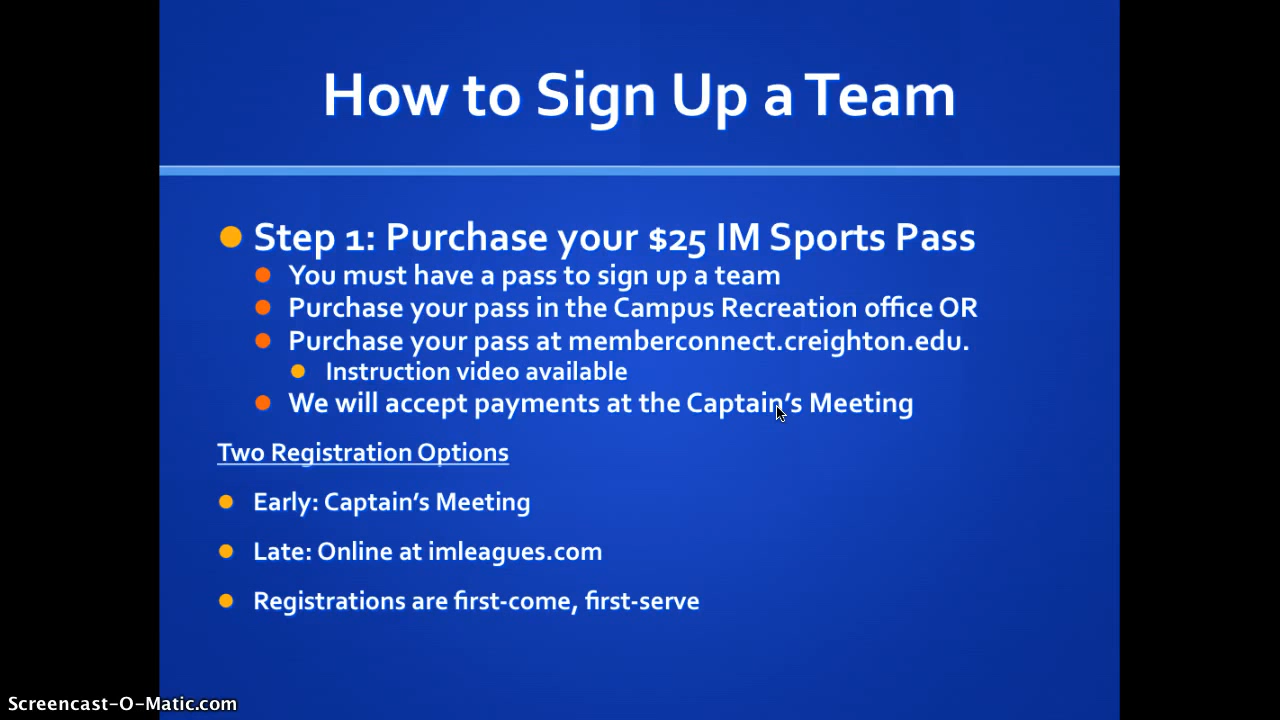 How to Sign Up a Team
Step 1: Purchase your $25 IM Sports Pass
You must have a pass to sign up a team
Purchase your pass in the Campus Recreation office OR
Purchase your pass at memberconnect.creighton.edu.
Instruction video available
We will accept payments at the Captain’s Meeting
Two Registration Options
Early: Captain’s Meeting
Late: Online at imleagues.com
Registrations are first-come, first-serve
Screencast-O-Matic.com